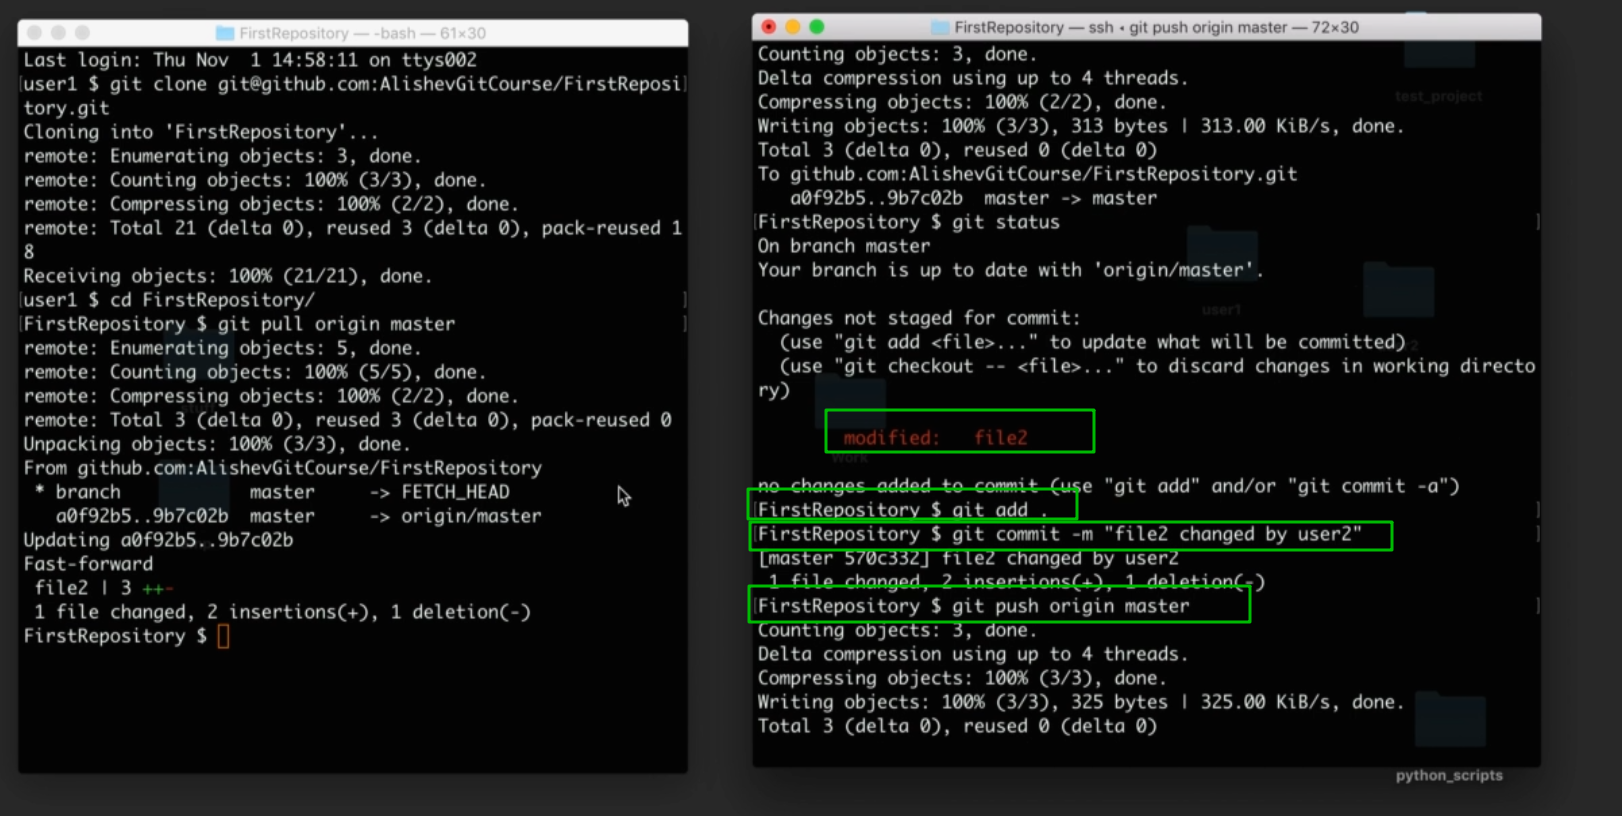 FirstRepository — -bash — 61×30
Last login: Thu Nov  1 14:58:11 on ttys002
[user1 $ git clone git@github.com:AlishevGitCourse/FirstReposi]
tory.git
Cloning into 'FirstRepository'...
remote: Enumerating objects: 3, done.
remote: Counting objects: 100% (3/3), done.
remote: Compressing objects: 100% (2/2), done.
remote: Total 21 (delta 0), reused 3 (delta 0), pack-reused 1
8
Receiving objects: 100% (21/21), done.
[user1 $ cd FirstRepository/ ]
[FirstRepository $ git pull origin master ]
remote: Enumerating objects: 5, done.
remote: Counting objects: 100% (5/5), done.
remote: Compressing objects: 100% (2/2), done.
remote: Total 3 (delta 0), reused 3 (delta 0), pack-reused 0
Unpacking objects: 100% (3/3), done.
From github.com:AlishevGitCourse/FirstRepository
 * branch            master     -> FETCH_HEAD
   a0f92b5..9b7c02b  master     -> origin/master
Updating a0f92b5..9b7c02b
Fast-forward
 file2 | 3 ++-
 1 file changed, 2 insertions(+), 1 deletion(-)
FirstRepository $
FirstRepository — ssh • git push origin master — 72×30
Counting objects: 3, done.
Delta compression using up to 4 threads.
Compressing objects: 100% (2/2), done.
Writing objects: 100% (3/3), 313 bytes | 313.00 KiB/s, done.
Total 3 (delta 0), reused 0 (delta 0)
To github.com:AlishevGitCourse/FirstRepository.git
   a0f92b5..9b7c02b  master -> master
[FirstRepository $ git status ]
On branch master
Your branch is up to date with 'origin/master'.
Changes not staged for commit:
  (use "git add <file>..." to update what will be committed)
  (use "git checkout -- <file>..." to discard changes in working directo
ry)
modified:   file2
no changes added to commit (use "git add" and/or "git commit -a")
[FirstRepository $ git add . ]
[FirstRepository $ git commit -m "file2 changed by user2" ]
[master 570c332] file2 changed by user2
 1 file changed, 2 insertions(+), 1 deletion(-)
[FirstRepository $ git push origin master ]
Counting objects: 3, done.
Delta compression using up to 4 threads.
Compressing objects: 100% (3/3), done.
Writing objects: 100% (3/3), 325 bytes | 325.00 KiB/s, done.
Total 3 (delta 0), reused 0 (delta 0)
test_project
user1
Work
python_scripts